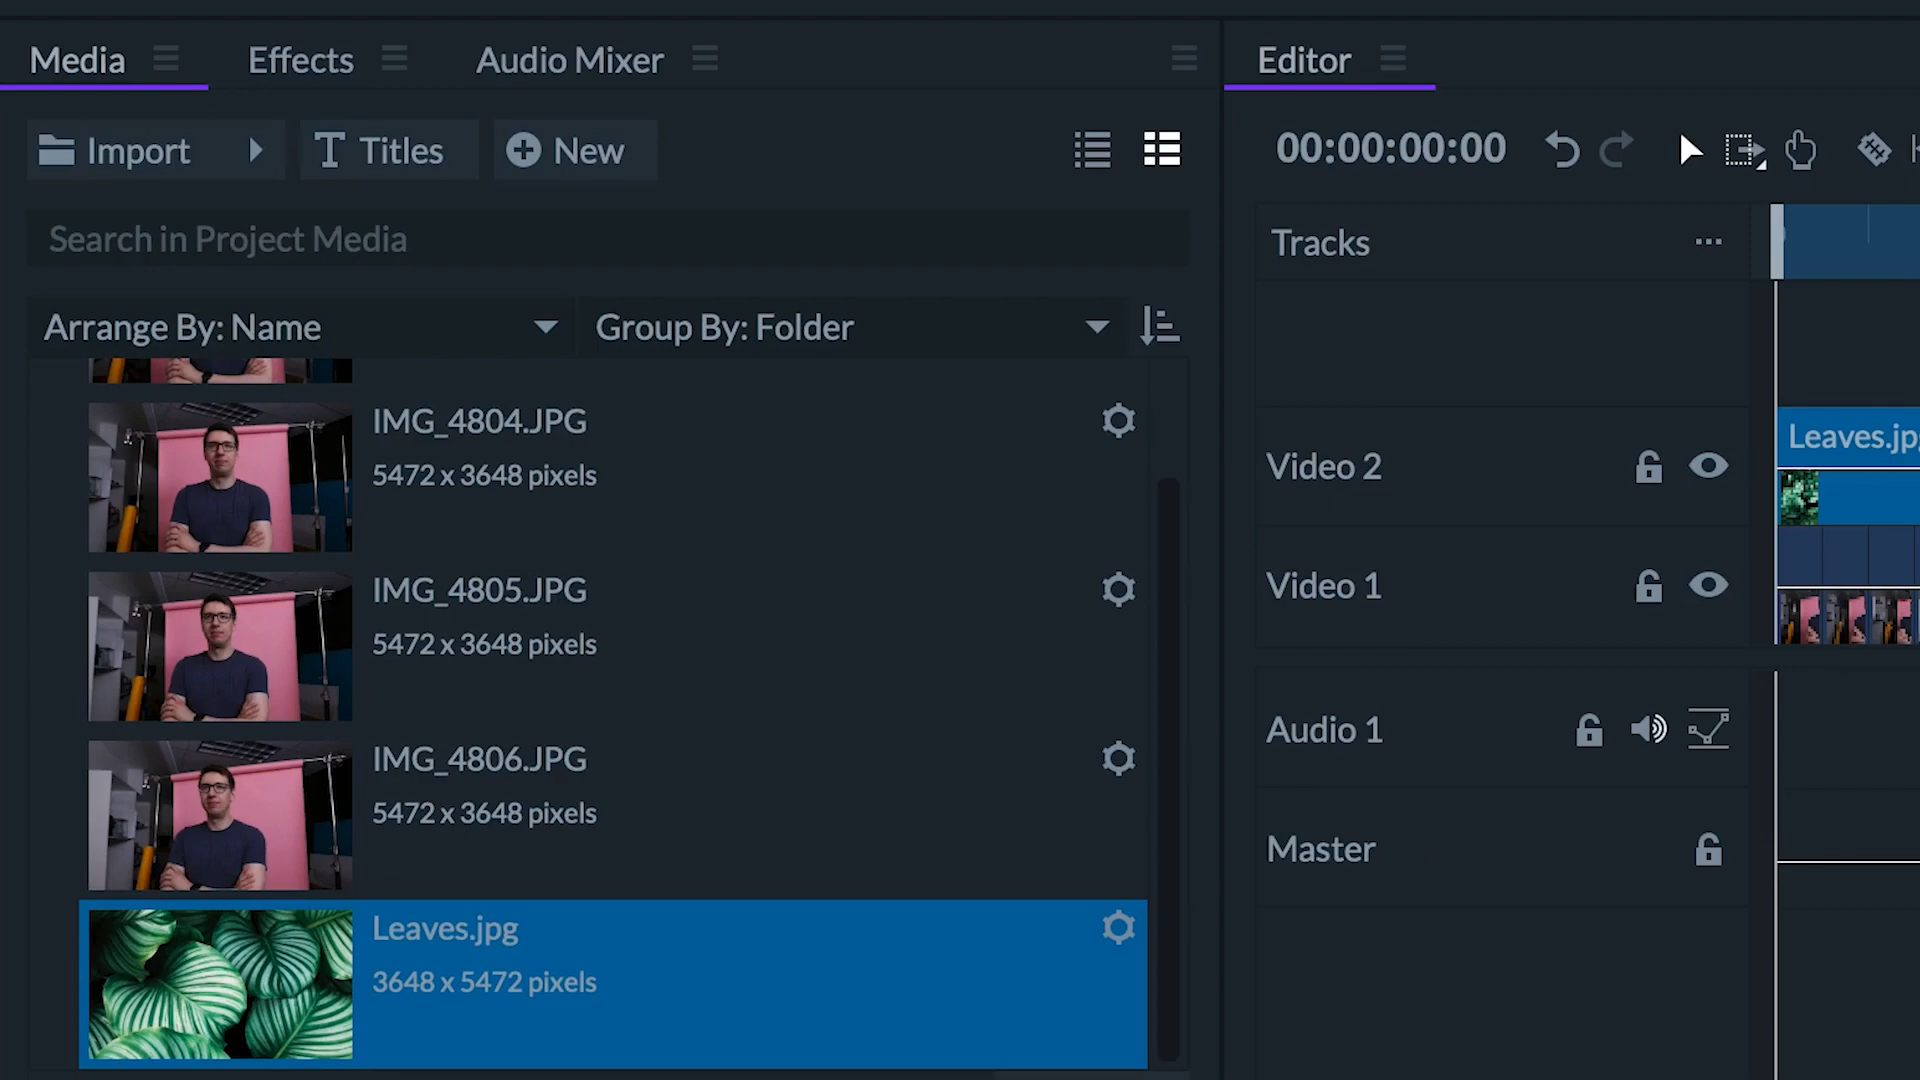 Media
Effects
Audio Mixer
Editor
Import
Titles
New
00:00:00:00
Search in Project Media
Tracks
Arrange By: Name
Group By: Folder
IMG_4804.JPG
5472 x 3648 pixels
Video 2
Leaves.jp
IMG_4805.JPG
5472 x 3648 pixels
Video 1
IMG_4806.JPG
5472 x 3648 pixels
Audio 1
Master
Leaves.jpg
3648 x 5472 pixels